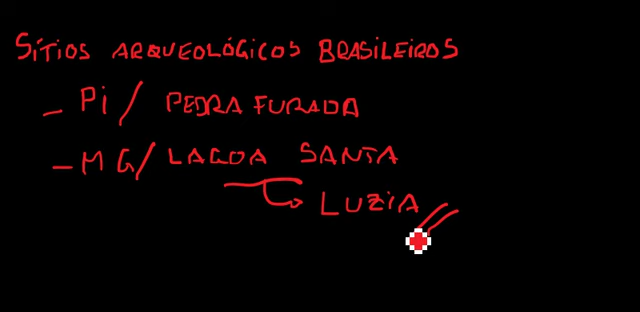 SÍTIOS ARQUEOLÓGICOS BRASILEIROS
- Pi / PEDRA FURADA
- MG / LAGOA SANTA
LUZIA